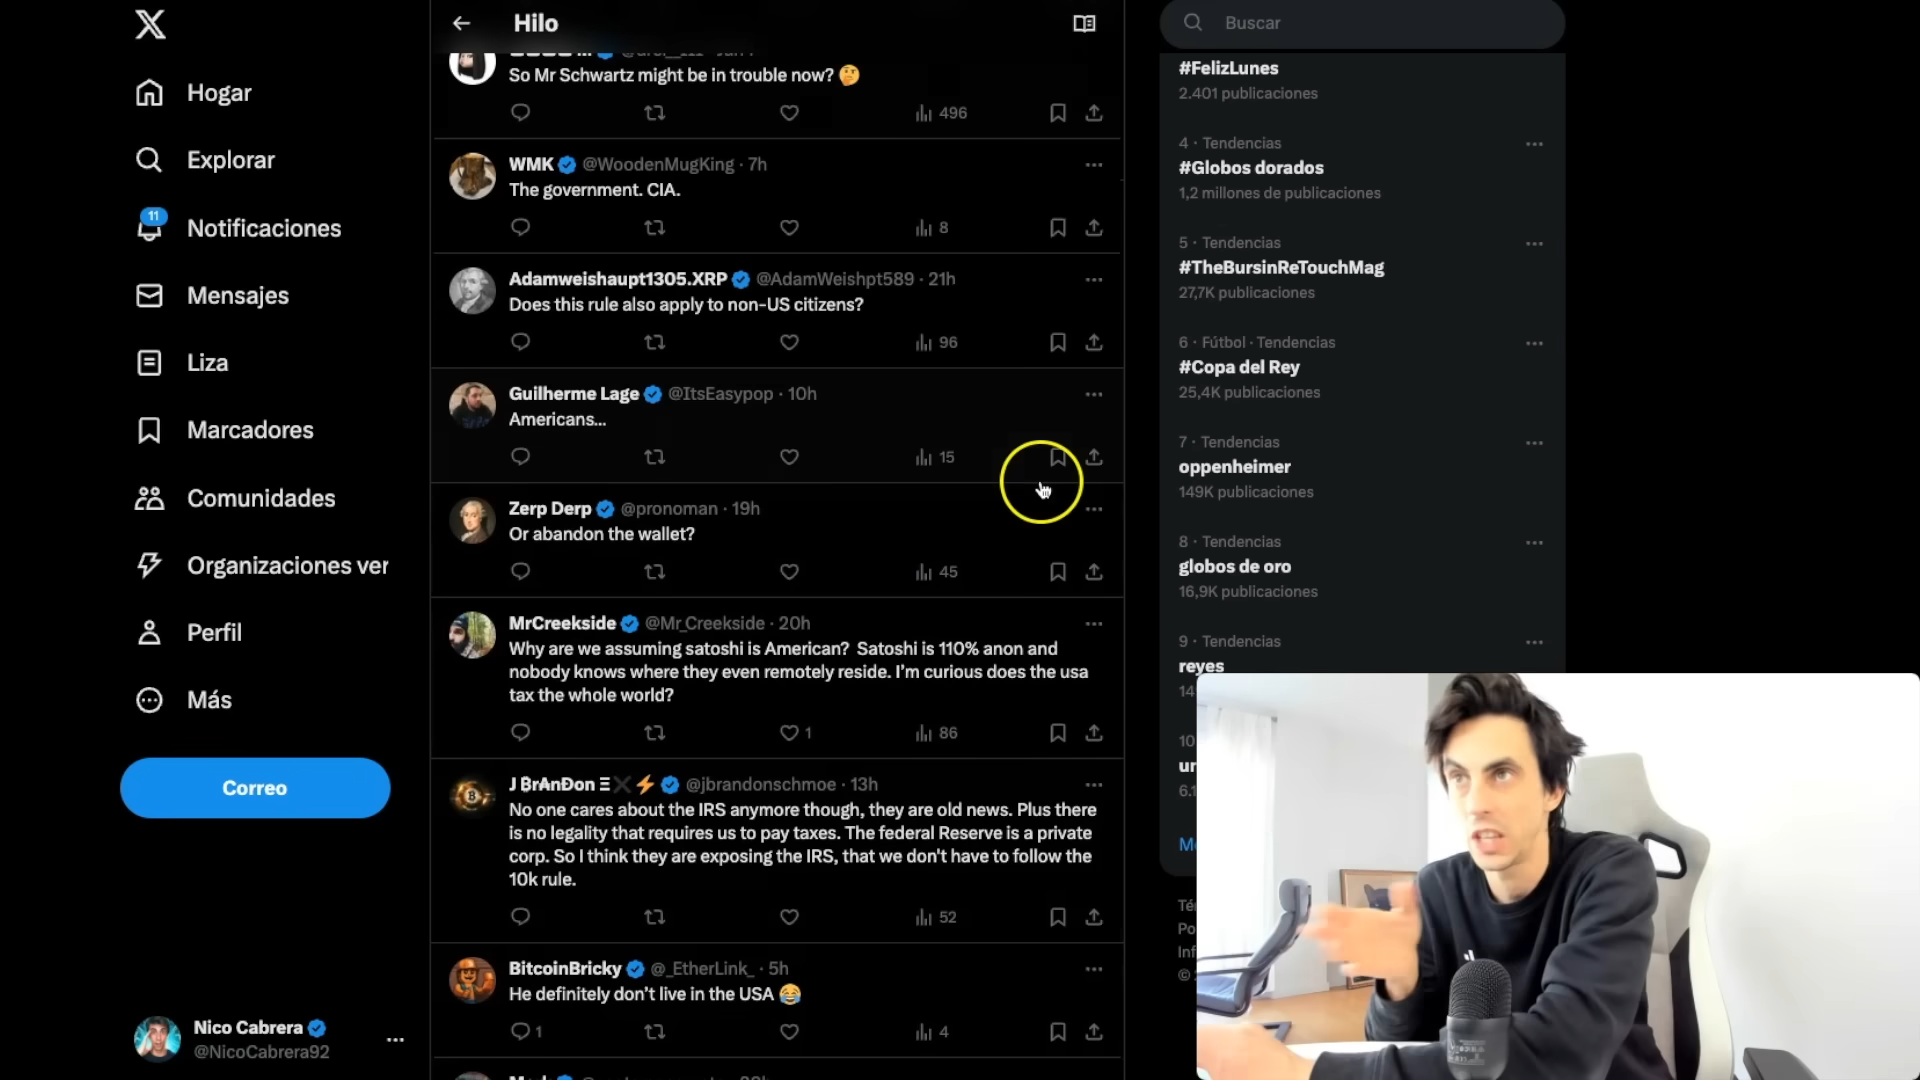 Hogar
Explorar
11
Notificaciones
Mensajes
Liza
Marcadores
Comunidades
Organizaciones ver
Perfil
Más
Correo
Nico Cabrera
@NicoCabrera92
Hilo
So Mr Schwartz might be in trouble now? 🤔
496
WMK @WoodenMugKing · 7h
The government. CIA.
8
Adamweishaupt1305.XRP @AdamWeishpt589 · 21h
Does this rule also apply to non-US citizens?
96
Guilherme Lage @ItsEasypop · 10h
Americans...
15
Zerp Derp @pronoman · 19h
Or abandon the wallet?
45
MrCreekside @Mr_Creekside · 20h
Why are we assuming satoshi is American? Satoshi is 110% anon and
nobody knows where they even remotely reside. I'm curious does the usa
tax the whole world?
1
86
J ₿rAnĐon Ξ✖️⚡ @jbrandonschmoe · 13h
No one cares about the IRS anymore though, they are old news. Plus there
is no legality that requires us to pay taxes. The federal Reserve is a private
corp. So I think they are exposing the IRS, that we don't have to follow the
10k rule.
52
BitcoinBricky @_EtherLink_ · 5h
He definitely don't live in the USA 😂
1
4
Buscar
#FelizLunes
2.401 publicaciones
4 · Tendencias
#Globos dorados
1,2 millones de publicaciones
5 · Tendencias
#TheBursinReTouchMag
27,7K publicaciones
6 · Fútbol · Tendencias
#Copa del Rey
25,4K publicaciones
7 · Tendencias
oppenheimer
149K publicaciones
8 · Tendencias
globos de oro
16,9K publicaciones
9 · Tendencias
reyes
10